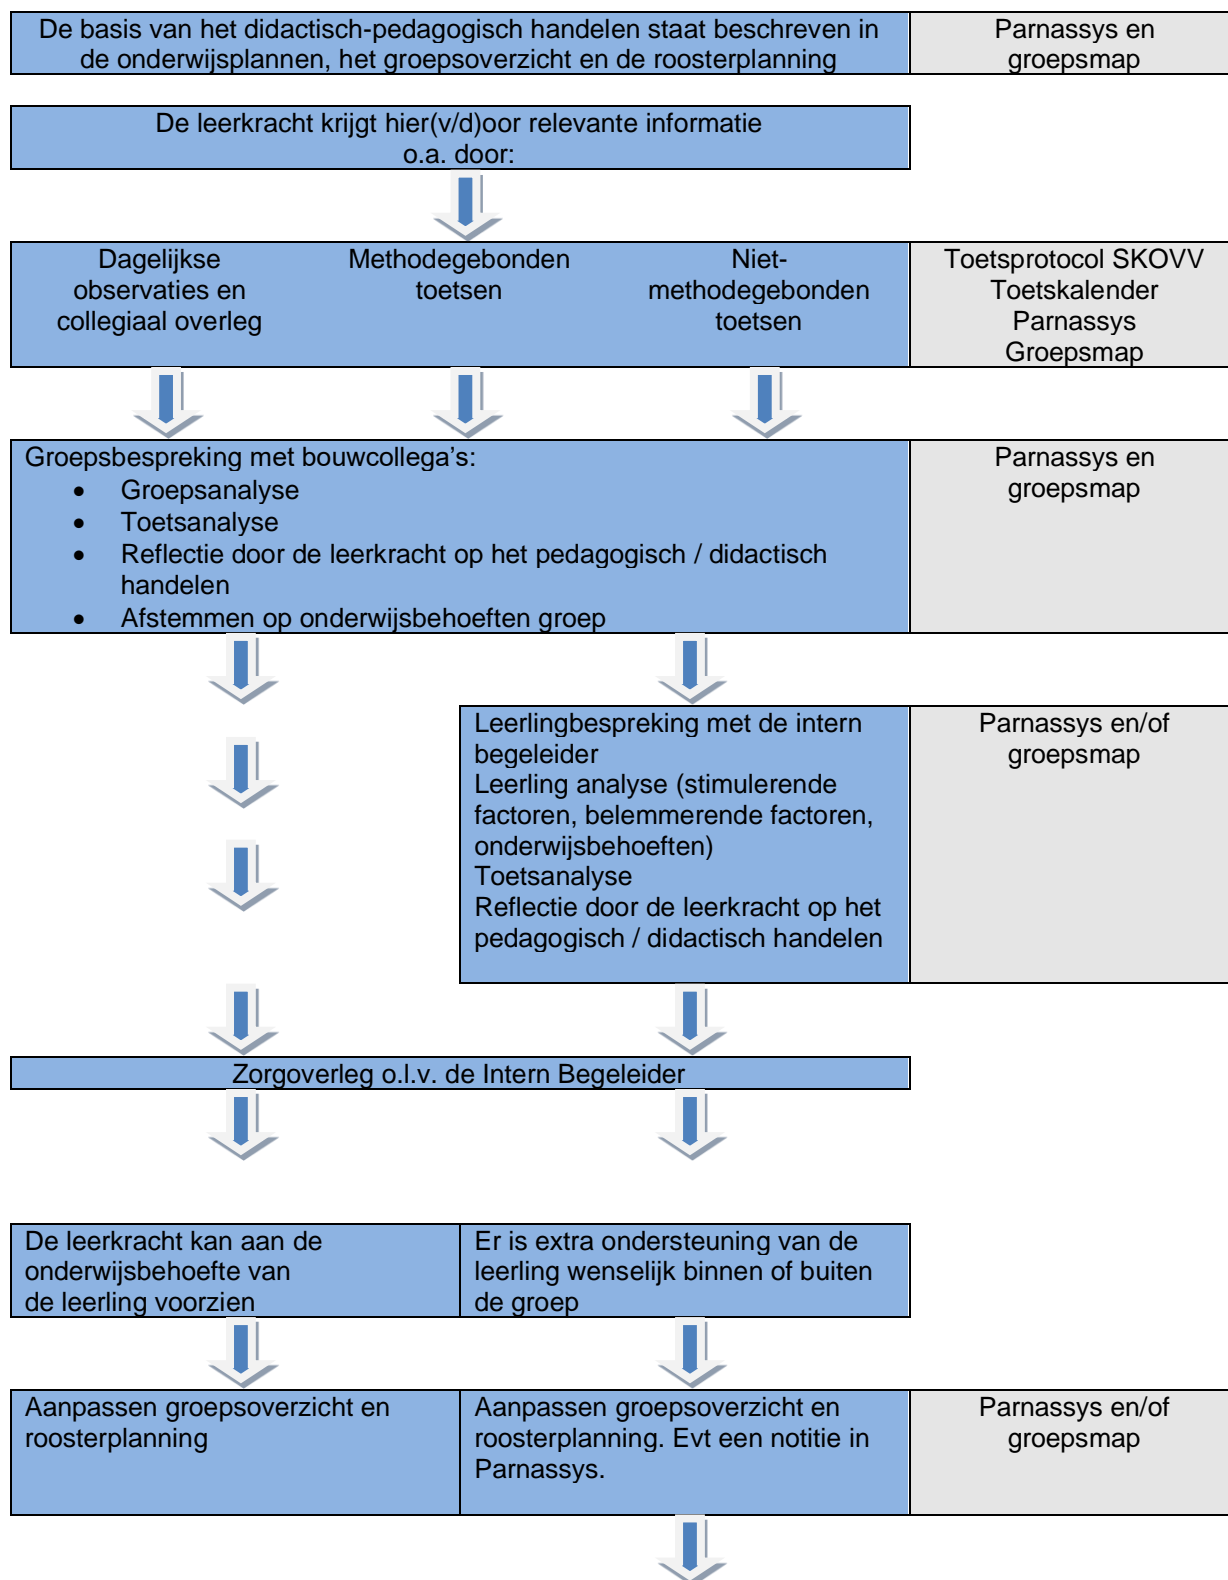 De basis van het didactisch-pedagogisch handelen staat beschreven in
de onderwijsplannen, het groepsoverzicht en de roosterplanning
Parnassys en
groepsmap
De leerkracht krijgt hier(v/d)oor relevante informatie
o.a. door:
Dagelijkse
observaties en
collegiaal overleg
Methodegebonden
toetsen
Niet-
methodegebonden
toetsen
Toetsprotocol SKOVV
Toetskalender
Parnassys
Groepsmap
Groepsbespreking met bouwcollega's:
• Groepsanalyse
• Toetsanalyse
• Reflectie door de leerkracht op het pedagogisch / didactisch
handelen
• Afstemmen op onderwijsbehoeften groep
Parnassys en
groepsmap
Leerlingbespreking met de intern
begeleider
Leerling analyse (stimulerende
factoren, belemmerende factoren,
onderwijsbehoeften)
Toetsanalyse
Reflectie door de leerkracht op het
pedagogisch / didactisch handelen
Parnassys en/of
groepsmap
Zorgoverleg o.l.v. de Intern Begeleider
De leerkracht kan aan de
onderwijsbehoefte van
de leerling voorzien
Er is extra ondersteuning van de
leerling wenselijk binnen of buiten
de groep
Aanpassen groepsoverzicht en
roosterplanning
Aanpassen groepsoverzicht en
roosterplanning. Evt een notitie in
Parnassys.
Parnassys en/of
groepsmap